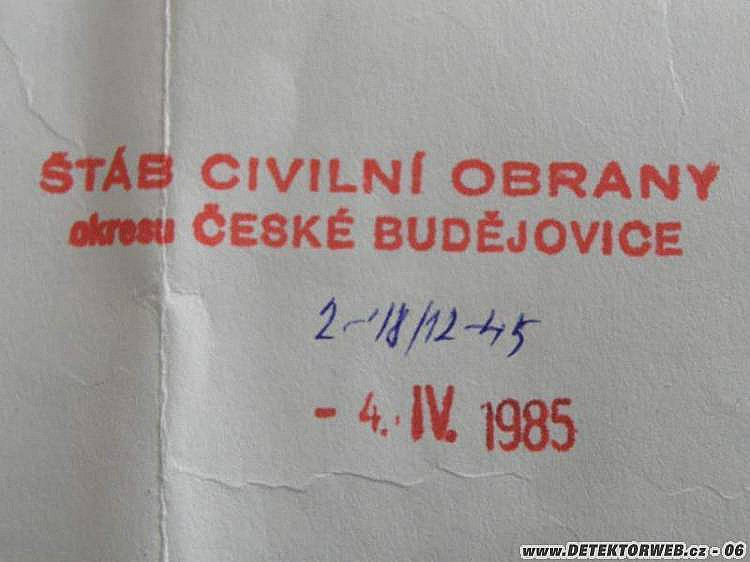 ŠTÁB CIVILNÍ OBRANY
okresu ČESKÉ BUDĚJOVICE
2-18/12-45
- 4. IV. 1985
www.DETEKTORWEB.cz - 06